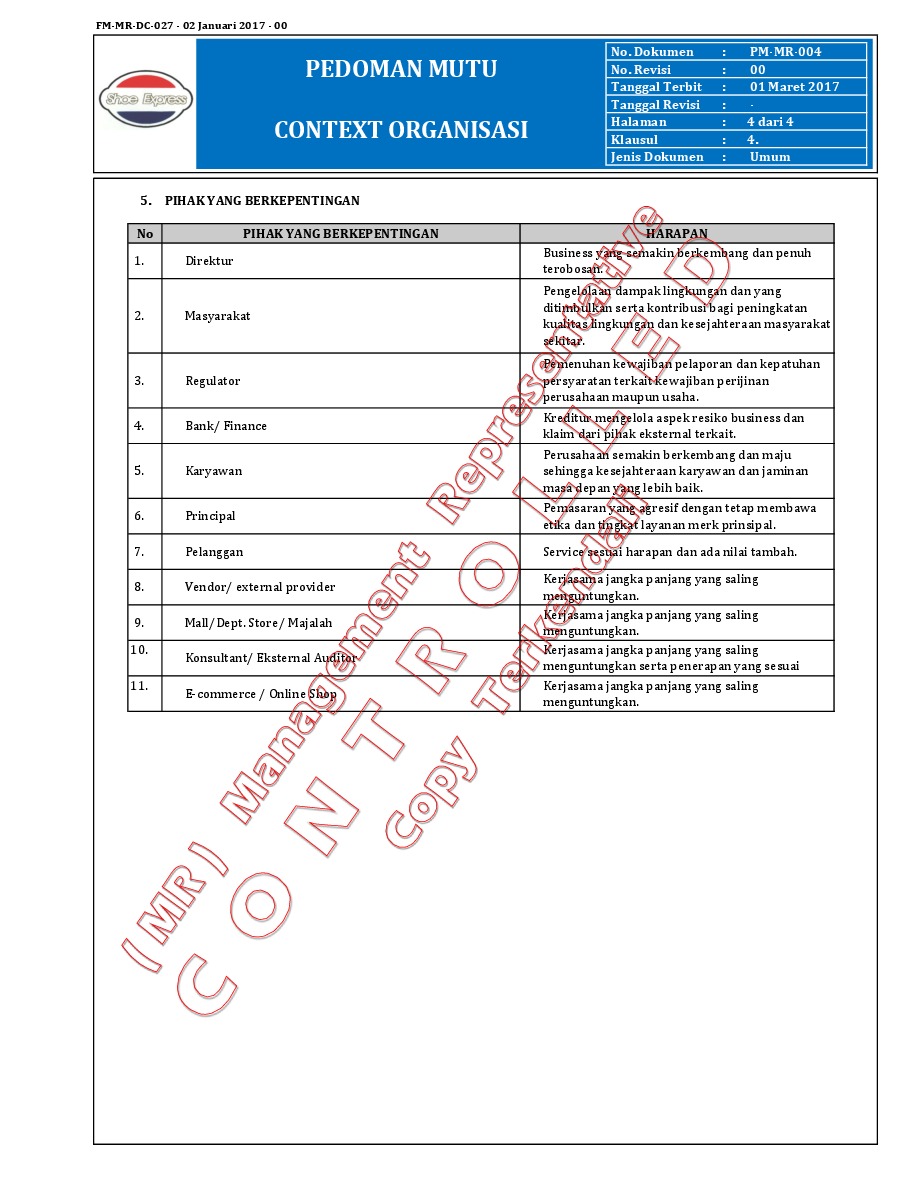 FM-MR-DC-027 - 02 Januari 2017 - 00
Shoe Express
PEDOMAN MUTU
CONTEXT ORGANISASI
No. Dokumen : PM-MR-004
No. Revisi : 00
Tanggal Terbit : 01 Maret 2017
Tanggal Revisi : -
Halaman : 4 dari 4
Klausul : 4.
Jenis Dokumen : Umum
5. PIHAK YANG BERKEPENTINGAN
No PIHAK YANG BERKEPENTINGAN HARAPAN
1. Direktur Business yang semakin berkembang dan penuh
terobosan.
2. Masyarakat Pengelolaan dampak lingkungan dan yang
ditimbulkan serta kontribusi bagi peningkatan
kualitas lingkungan dan kesejahteraan masyarakat
sekitar.
3. Regulator Pemenuhan kewajiban pelaporan dan kepatuhan
persyaratan terkait kewajiban perijinan
perusahaan maupun usaha.
4. Bank/ Finance Kreditur mengelola aspek resiko business dan
klaim dari pihak eksternal terkait.
5. Karyawan Perusahaan semakin berkembang dan maju
sehingga kesejahteraan karyawan dan jaminan
masa depan yang lebih baik.
6. Principal Pemasaran yang agresif dengan tetap membawa
etika dan tingkat layanan merk prinsipal.
7. Pelanggan Service sesuai harapan dan ada nilai tambah.
8. Vendor/ external provider Kerjasama jangka panjang yang saling
menguntungkan.
9. Mall/Dept. Store/ Majalah Kerjasama jangka panjang yang saling
menguntungkan.
10. Konsultant/ Eksternal Auditor Kerjasama jangka panjang yang saling
menguntungkan serta penerapan yang sesuai
11. E-commerce / Online Shop Kerjasama jangka panjang yang saling
menguntungkan.
( MR ) Management Representative
CONTROLLED
Copy Terkendali